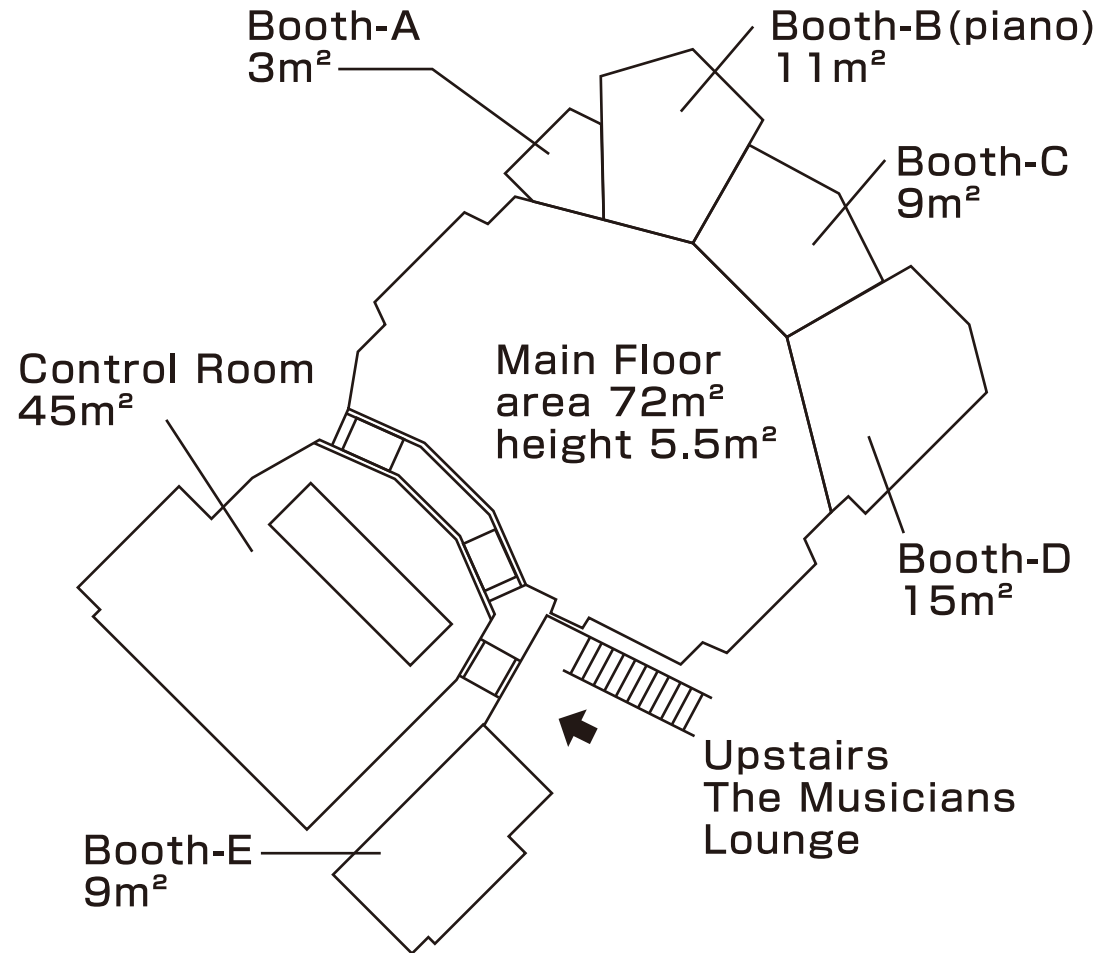 Booth-A
3m²
Booth-B(piano)
11m²
Booth-C
9m²
Control Room
45m²
Main Floor
area 72m²
height 5.5m²
Booth-D
15m²
Upstairs
The Musicians
Lounge
Booth-E
9m²